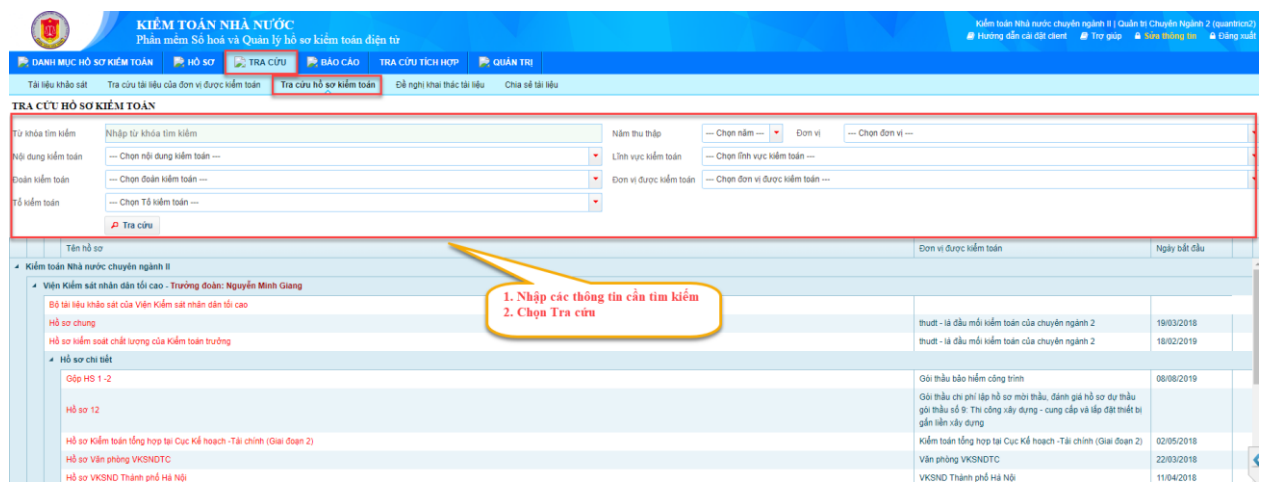 KIỂM TOÁN NHÀ NƯỚC
Phần mềm Số hoá và Quản lý hồ sơ kiểm toán điện tử
Kiểm toán Nhà nước chuyên ngành II | Quản trị Chuyên Ngành 2 (quantricn2)
Hướng dẫn cài đặt client Trợ giúp Sửa thông tin Đăng xuất
DANH MỤC HỒ SƠ KIỂM TOÁN HỒ SƠ TRA CỨU BÁO CÁO TRA CỨU TÍCH HỢP QUẢN TRỊ
Tài liệu khảo sát Tra cứu tài liệu của đơn vị được kiểm toán Tra cứu hồ sơ kiểm toán Đề nghị khai thác tài liệu Chia sẻ tài liệu
TRA CỨU HỒ SƠ KIỂM TOÁN
Từ khóa tìm kiếm Nhập từ khóa tìm kiếm Năm thu thập --- Chọn năm --- Đơn vị --- Chọn đơn vị ---
Nội dung kiểm toán --- Chọn nội dung kiểm toán --- Lĩnh vực kiểm toán --- Chọn lĩnh vực kiểm toán ---
Đoàn kiểm toán --- Chọn đoàn kiểm toán --- Đơn vị được kiểm toán --- Chọn đơn vị được kiểm toán ---
Tổ kiểm toán --- Chọn Tổ kiểm toán ---
Tra cứu
Tên hồ sơ Đơn vị được kiểm toán Ngày bắt đầu
Kiểm toán Nhà nước chuyên ngành II
Viện Kiểm sát nhân dân tối cao - Trưởng đoàn: Nguyễn Minh Giang
1. Nhập các thông tin cần tìm kiếm
2. Chọn Tra cứu
Bộ tài liệu khảo sát của Viện Kiểm sát nhân dân tối cao
Hồ sơ chung thudt - là đầu mối kiểm toán của chuyên ngành 2 19/03/2018
Hồ sơ kiểm soát chất lượng của Kiểm toán trưởng thudt - là đầu mối kiểm toán của chuyên ngành 2 18/02/2019
Hồ sơ chi tiết
Gộp HS 1 -2 Gói thầu bảo hiểm công trình 08/08/2019
Hồ sơ 12 Gói thầu chi phí lập hồ sơ mời thầu, đánh giá hồ sơ dự thầu
gói thầu số 9: Thi công xây dựng - cung cấp và lắp đặt thiết bị
gắn liền xây dựng
Hồ sơ Kiểm toán tổng hợp tại Cục Kế hoạch -Tài chính (Giai đoạn 2) Kiểm toán tổng hợp tại Cục Kế hoạch -Tài chính (Giai đoạn 2) 02/05/2018
Hồ sơ Văn phòng VKSNDTC Văn phòng VKSNDTC 22/03/2018
Hồ sơ VKSND Thành phố Hà Nội VKSND Thành phố Hà Nội 11/04/2018